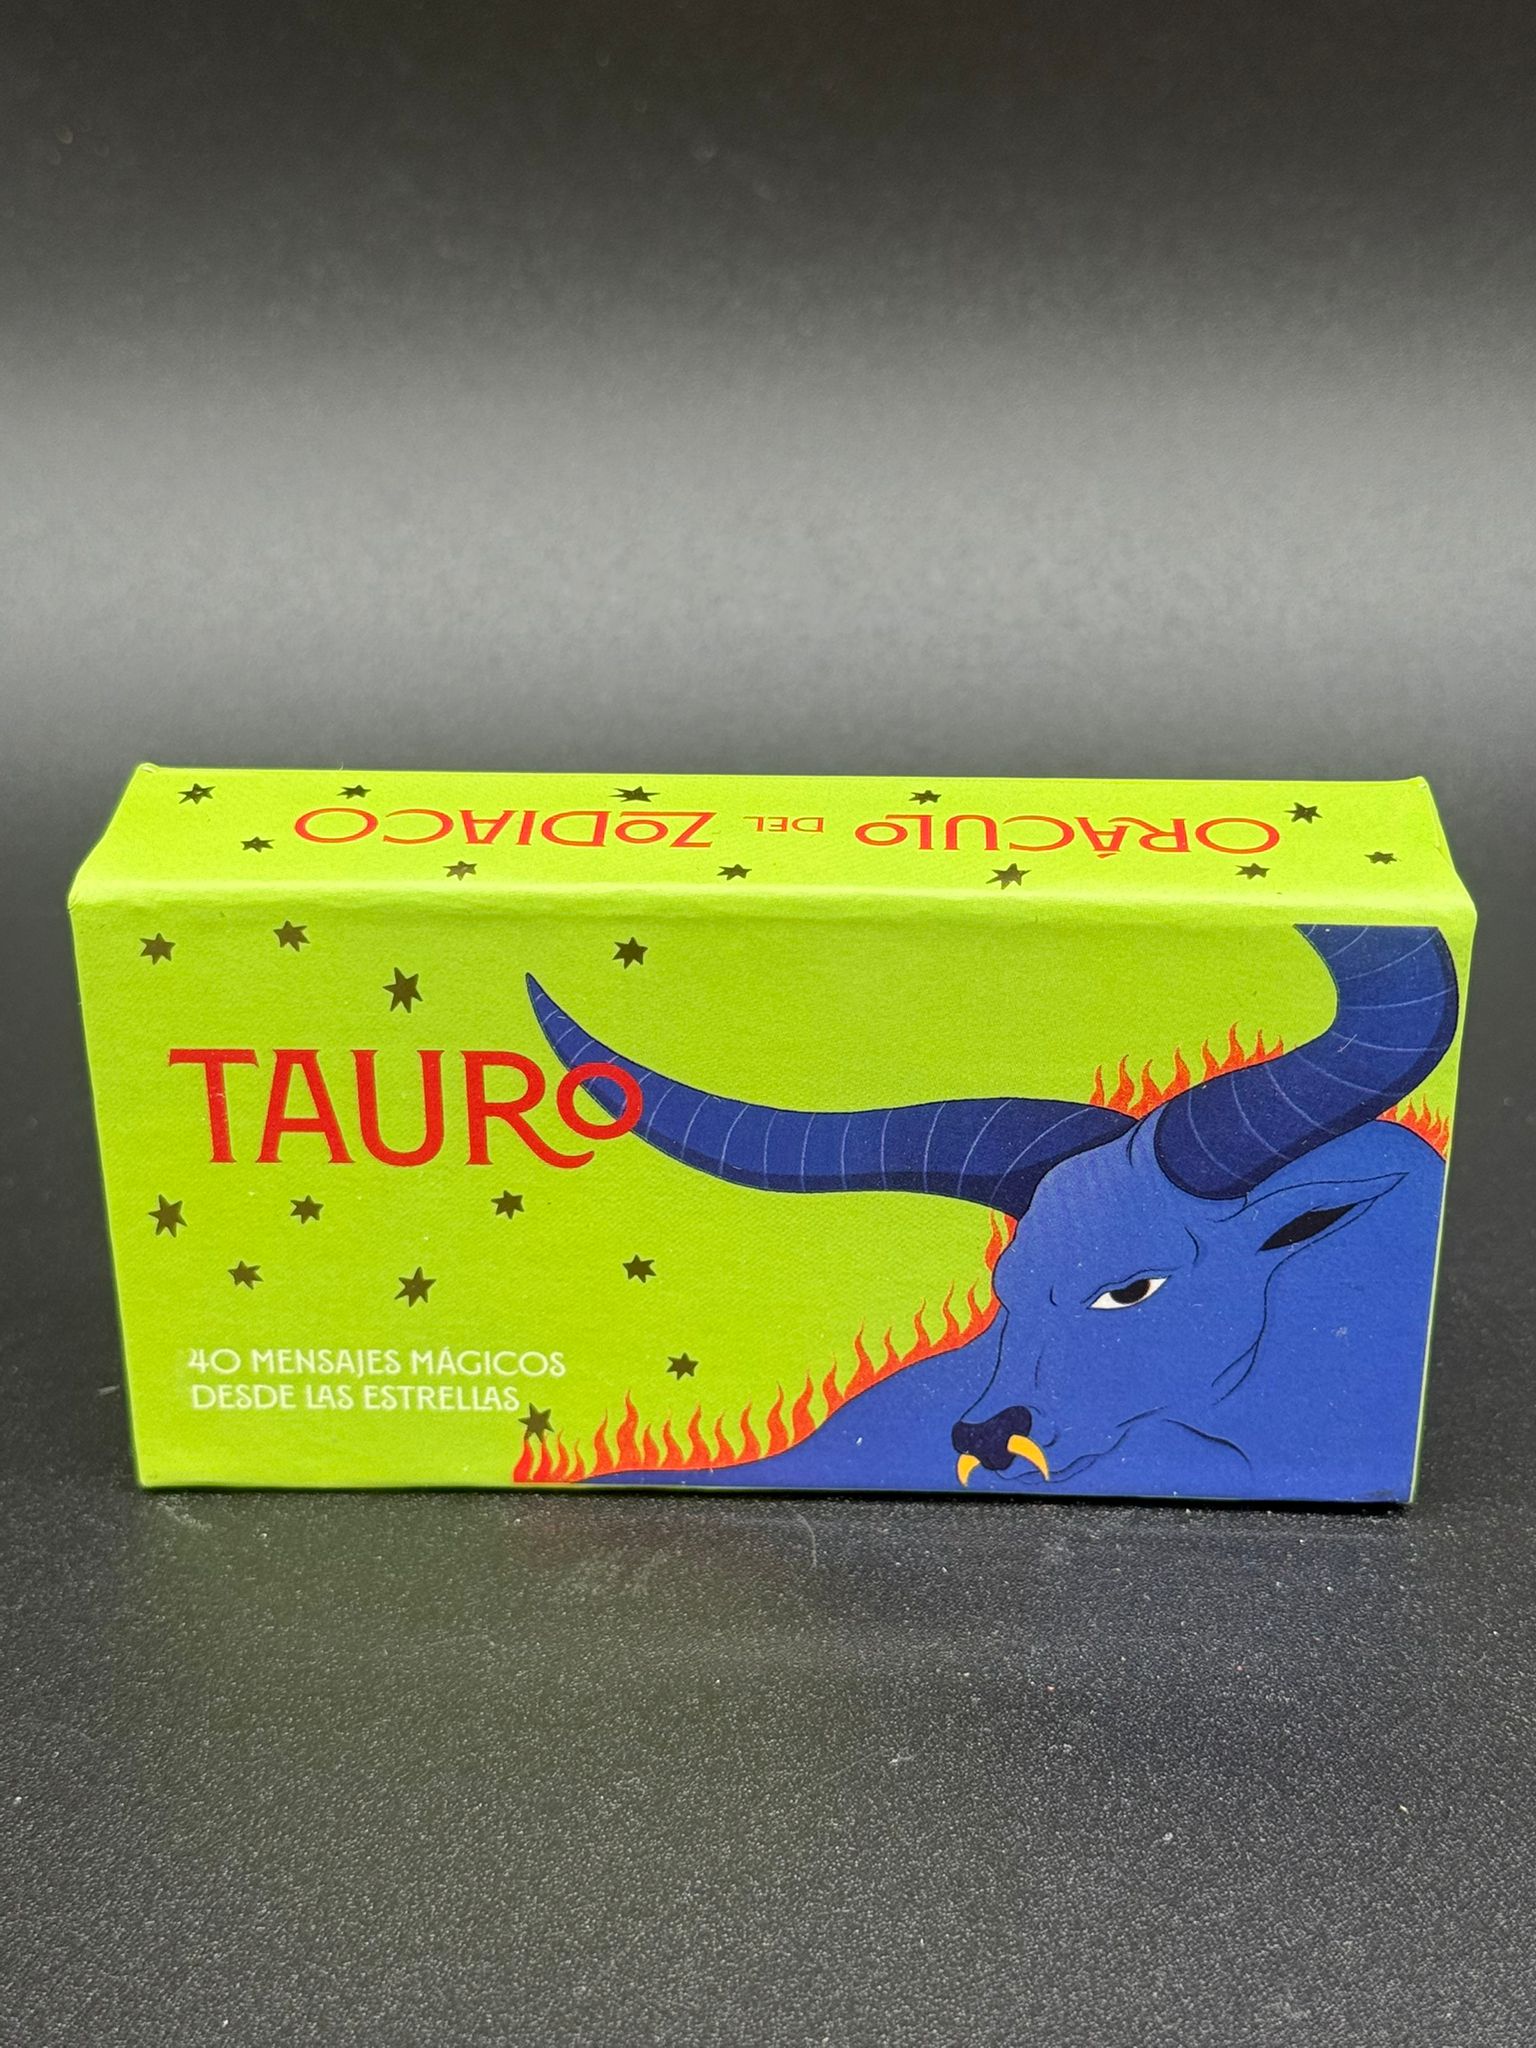 ORÁCULO DEL ZODIACO
TAURO
40 MENSAJES MÁGICOS
DESDE LAS ESTRELLAS